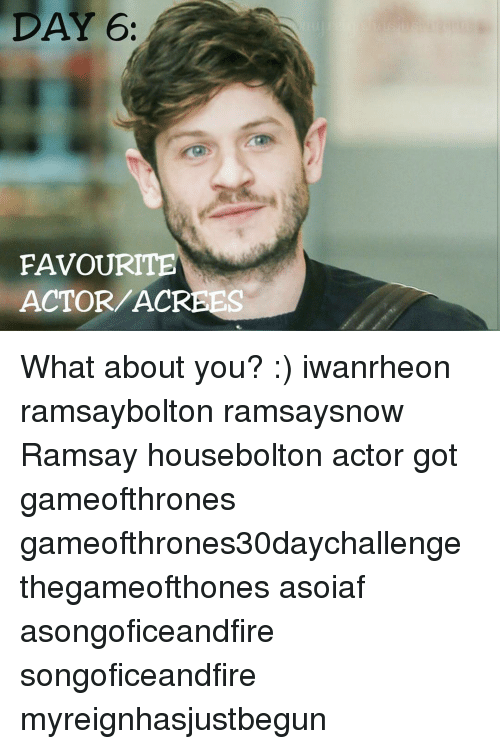 DAY 6:
FAVOURITE
ACTOR/ACREES
What about you? :) iwanrheon
ramsaybolton ramsaysnow
Ramsay housebolton actor got
gameofthrones
gameofthrones30daychallenge
thegameofthones asoiaf
asongoficeandfire
songoficeandfire
myreignhasjustbegun